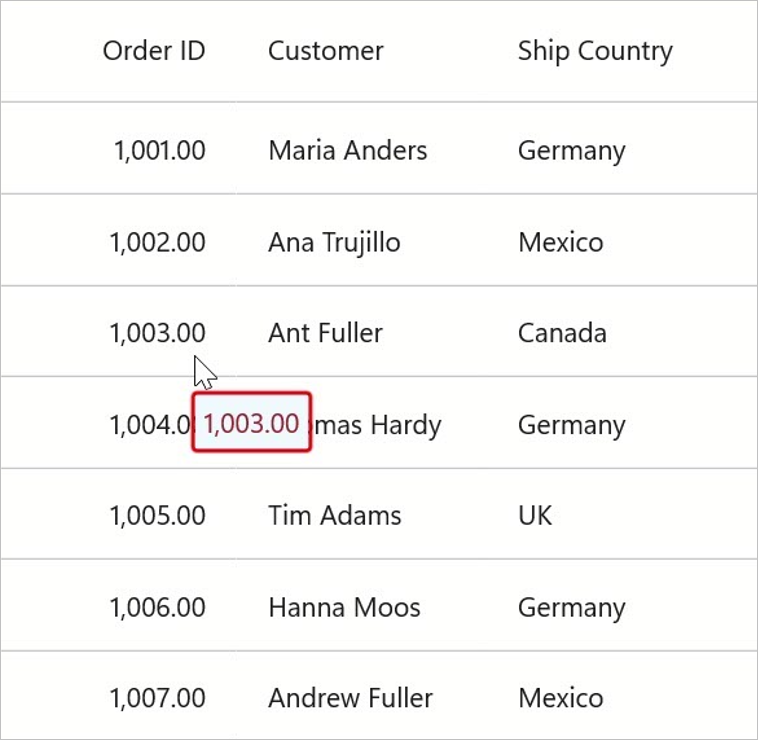 Order ID Customer Ship Country
1,001.00 Maria Anders Germany
1,002.00 Ana Trujillo Mexico
1,003.00 Ant Fuller Canada
1,004.0 1,003.00 mas Hardy Germany
1,005.00 Tim Adams UK
1,006.00 Hanna Moos Germany
1,007.00 Andrew Fuller Mexico